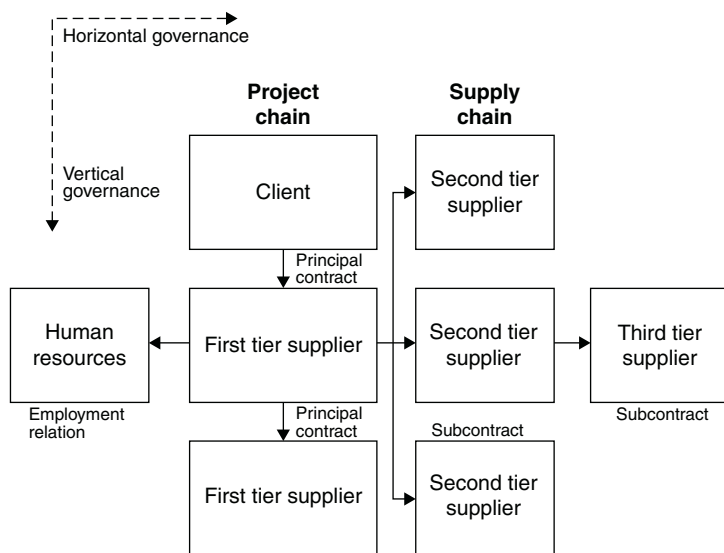 Horizontal governance
Project
chain
Supply
chain
Vertical
governance
Client
Second tier
supplier
Principal
contract
Human
resources
First tier supplier
Second tier
supplier
Third tier
supplier
Employment
relation
Principal
contract
Subcontract
Subcontract
First tier supplier
Second tier
supplier